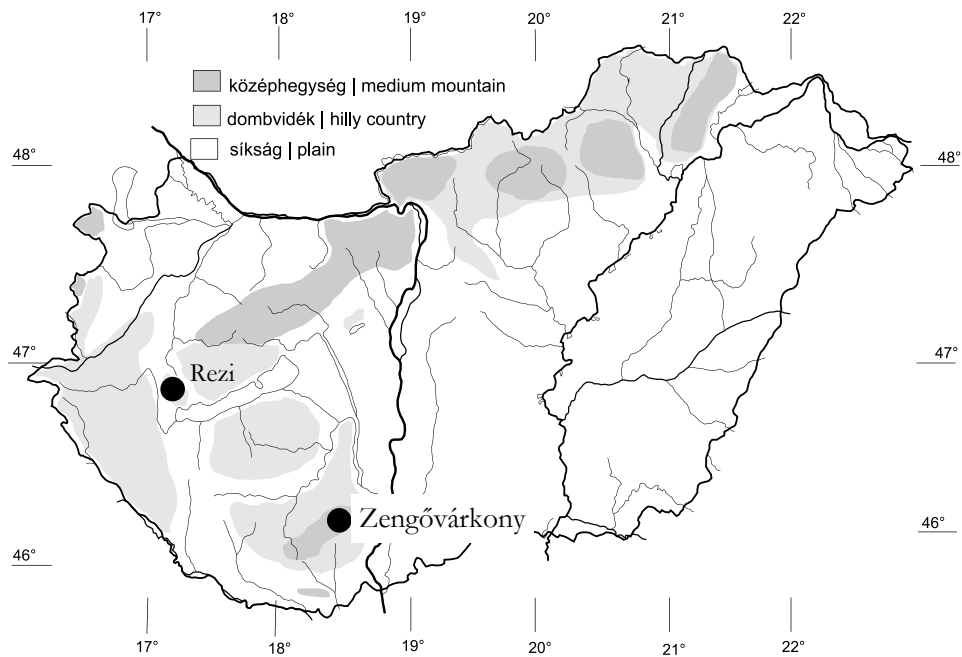 17° 18° 19° 20° 21° 22°
középhegység | medium mountain
dombvidék | hilly country
síkság | plain
48° 48°
47° 47°
Rezi
Zengővárkony
46° 46°
17° 18° 19° 20° 21° 22°